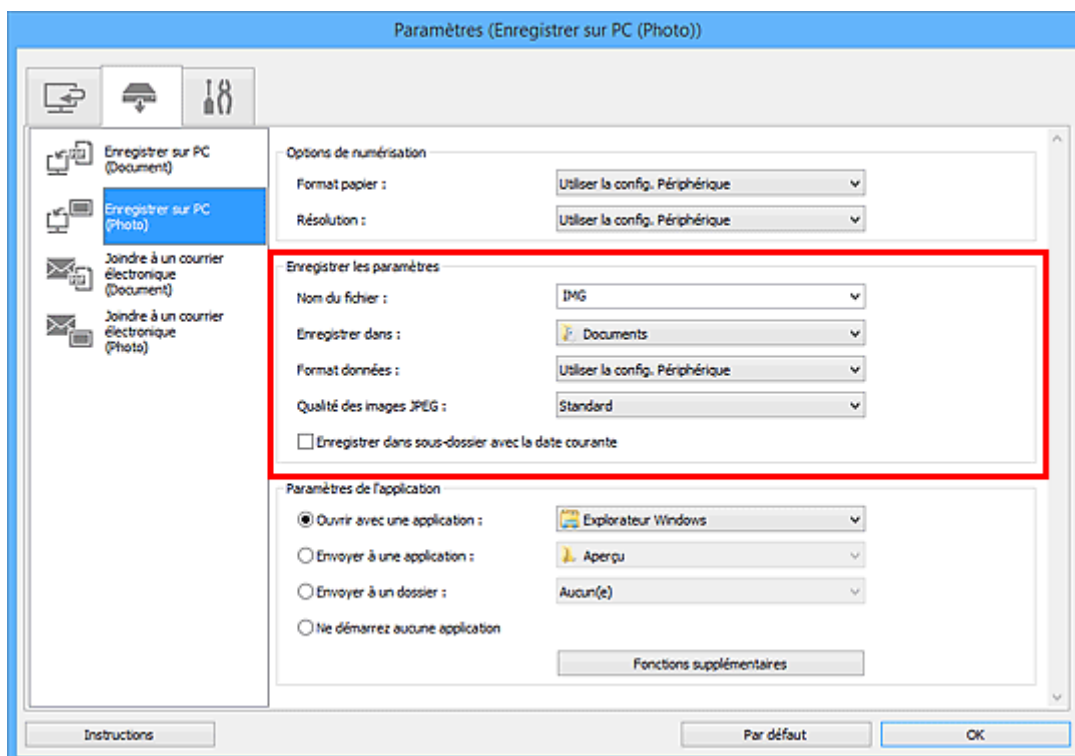 Paramètres (Enregistrer sur PC (Photo))
Enregistrer sur PC
(Document)
Enregistrer sur PC
(Photo)
Joindre à un courrier
électronique
(Document)
Joindre à un courrier
électronique
(Photo)
Options de numérisation
Format papier : Utiliser la config. Périphérique
Résolution : Utiliser la config. Périphérique
Enregistrer les paramètres
Nom du fichier : IMG
Enregistrer dans : Documents
Format données : Utiliser la config. Périphérique
Qualité des images JPEG : Standard
Enregistrer dans sous-dossier avec la date courante
Paramètres de l'application
Ouvrir avec une application : Explorateur Windows
Envoyer à une application : Aperçu
Envoyer à un dossier : Aucun(e)
Ne démarrez aucune application
Fonctions supplémentaires
Instructions Par défaut OK